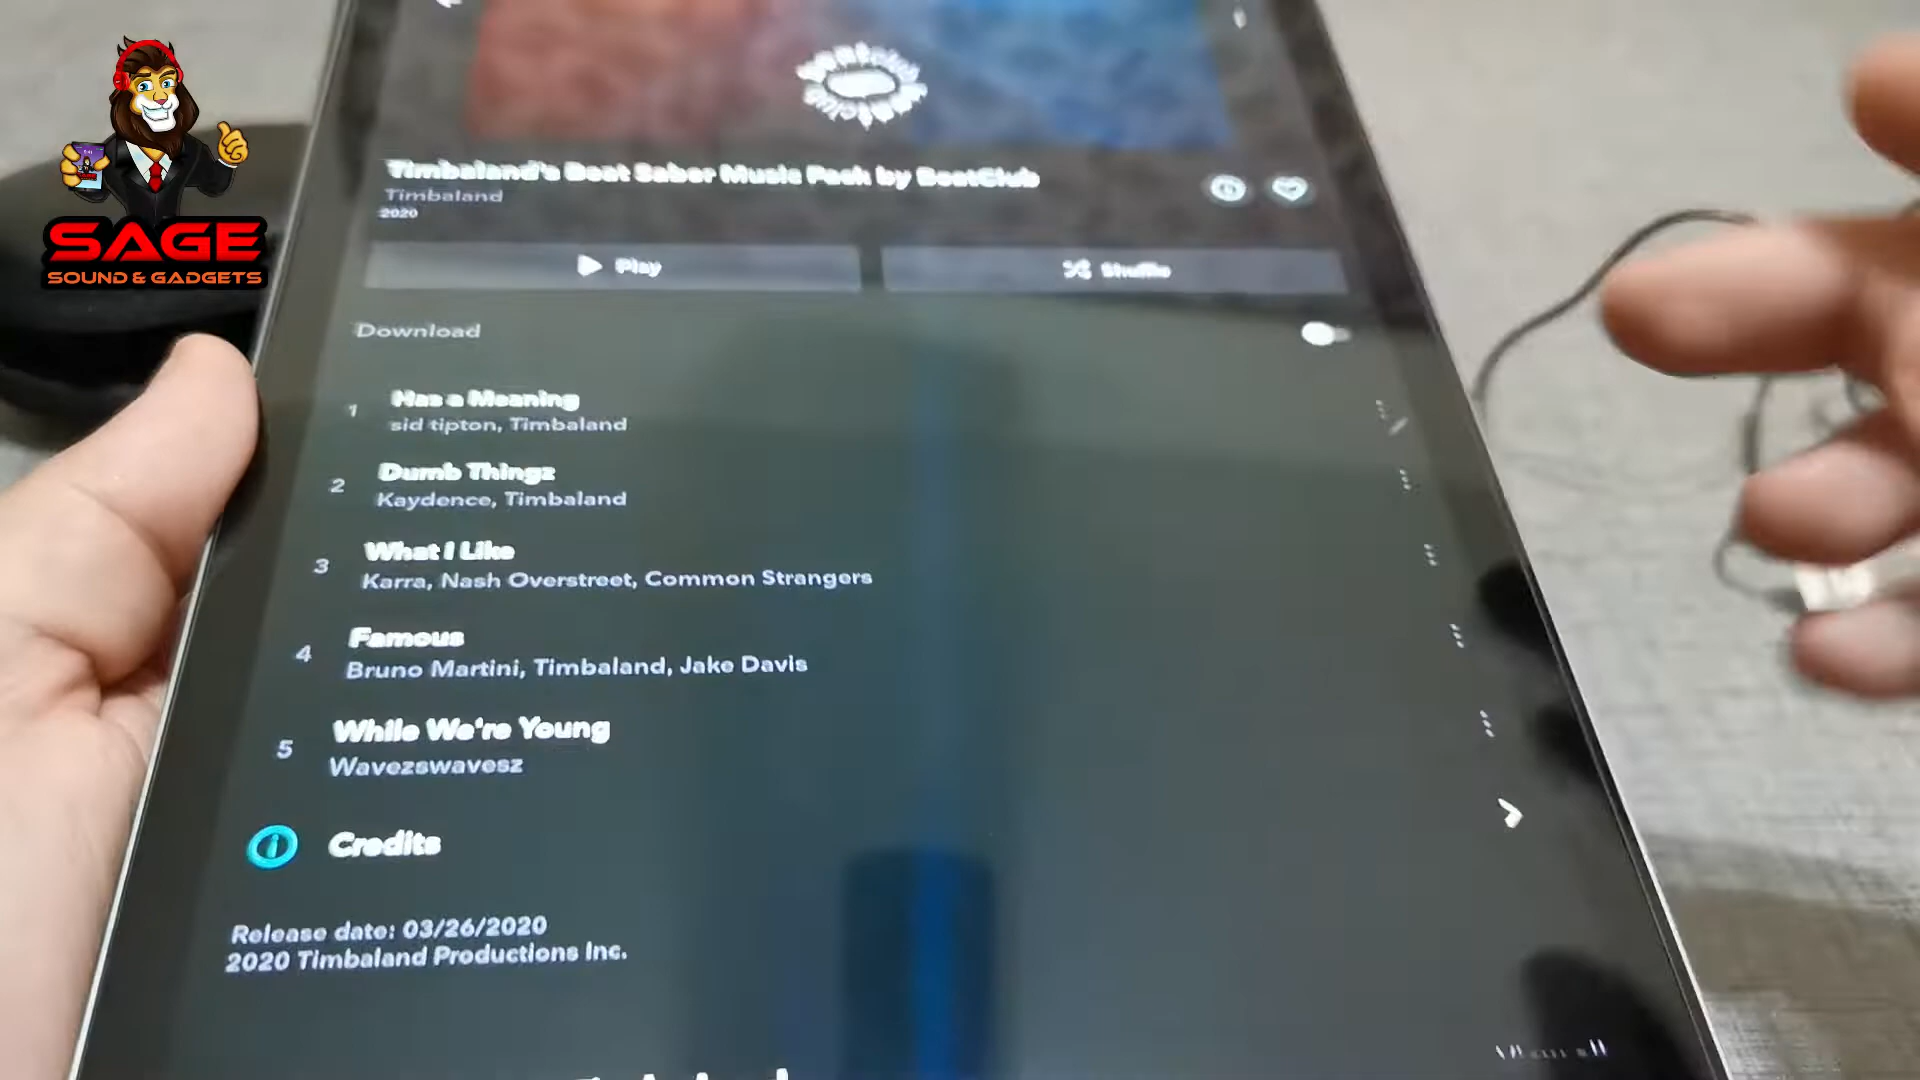 SAGE
SOUND & GADGETS
beatclub
beatclub
Timbaland's Beat Saber Music Pack by BeatClub
Timbaland
2020
Play
Shuffle
Download
1
Has a Meaning
sid tipton, Timbaland
2
Dumb Thingz
Kaydence, Timbaland
3
What I Like
Karra, Nash Overstreet, Common Strangers
4
Famous
Bruno Martini, Timbaland, Jake Davis
5
While We're Young
Wavezswavesz
Credits
Release date: 03/26/2020
2020 Timbaland Productions Inc.